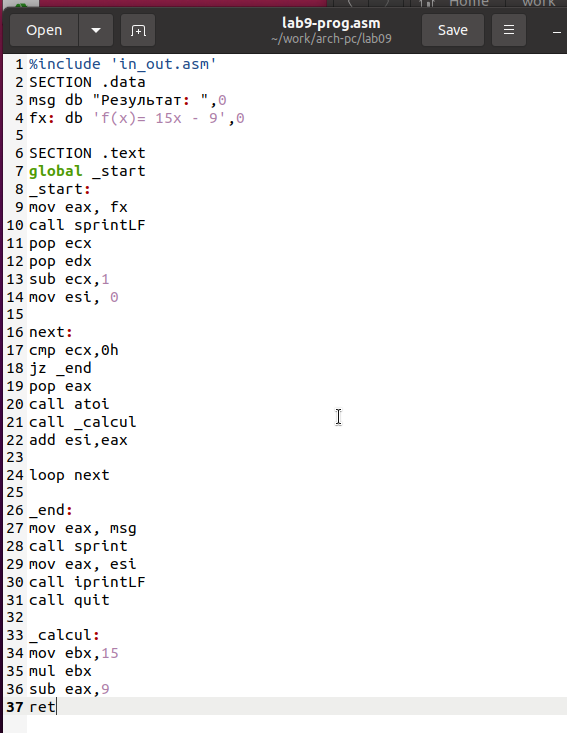 Home
work
Open
lab9-prog.asm
~/work/arch-pc/lab09
Save
1 %include 'in_out.asm'
2 SECTION .data
3 msg db "Результат: ",0
4 fx: db 'f(x)= 15x - 9',0
5
6 SECTION .text
7 global _start
8 _start:
9 mov eax, fx
10 call sprintLF
11 pop ecx
12 pop edx
13 sub ecx,1
14 mov esi, 0
15
16 next:
17 cmp ecx,0h
18 jz _end
19 pop eax
20 call atoi
21 call _calcul
22 add esi,eax
23
24 loop next
25
26 _end:
27 mov eax, msg
28 call sprint
29 mov eax, esi
30 call iprintLF
31 call quit
32
33 _calcul:
34 mov ebx,15
35 mul ebx
36 sub eax,9
37 ret